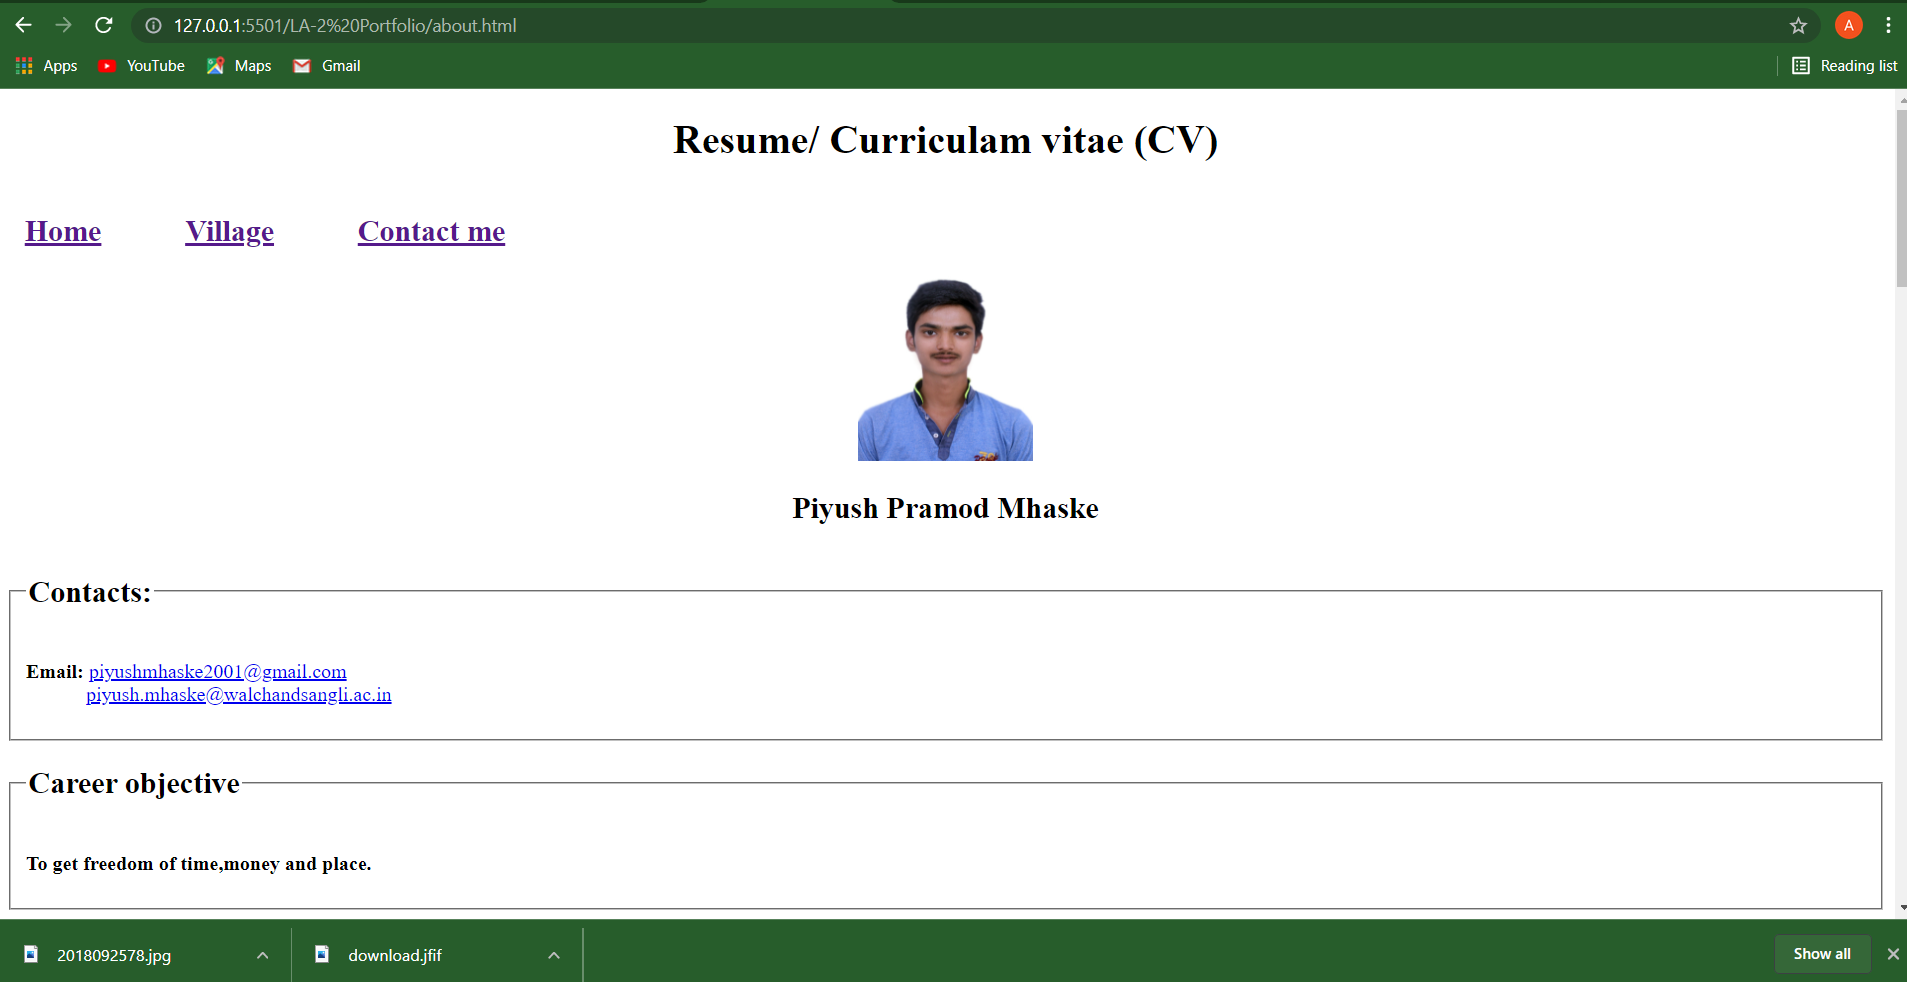 127.0.0.1:5501/LA-2%20Portfolio/about.html
A
Apps YouTube Maps Gmail Reading list
Resume/ Curriculam vitae (CV)
Home Village Contact me
Piyush Pramod Mhaske
Contacts:
Email: piyushmhaske2001@gmail.com
piyush.mhaske@walchandsangli.ac.in
Career objective
To get freedom of time,money and place.
2018092578.jpg download.jfif Show all